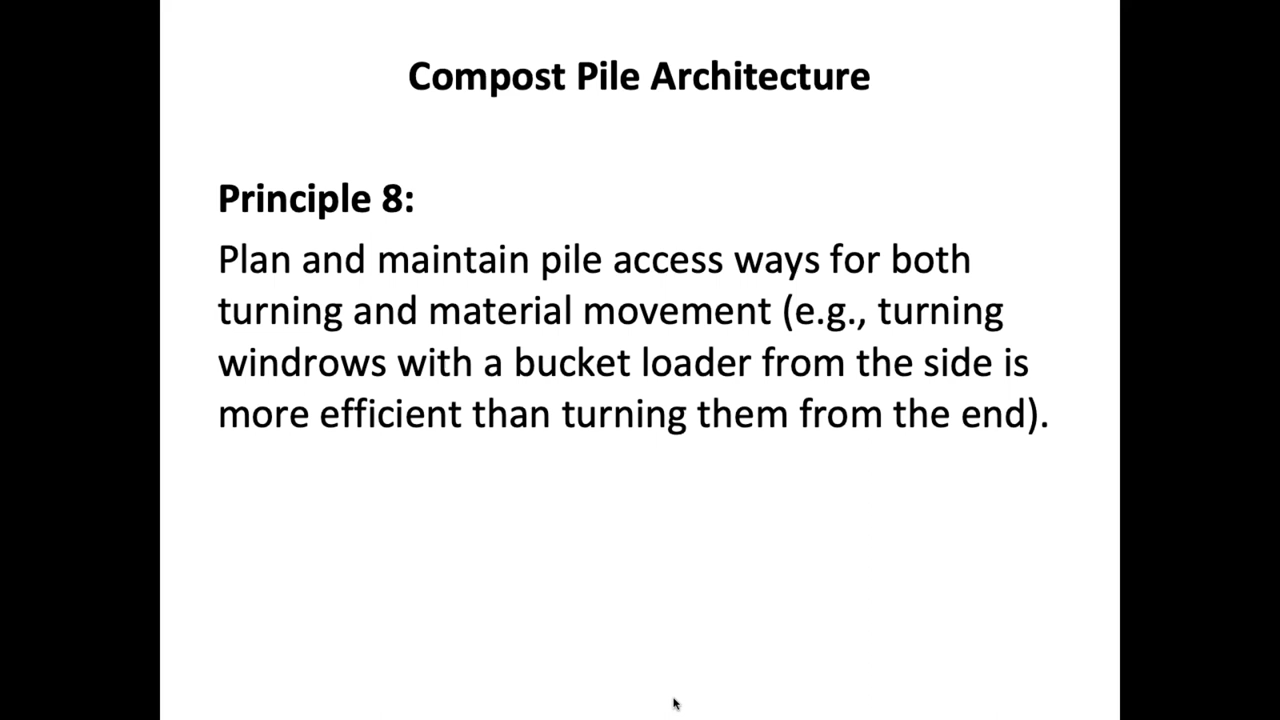 Compost Pile Architecture
Principle 8:
Plan and maintain pile access ways for both
turning and material movement (e.g., turning
windrows with a bucket loader from the side is
more efficient than turning them from the end).